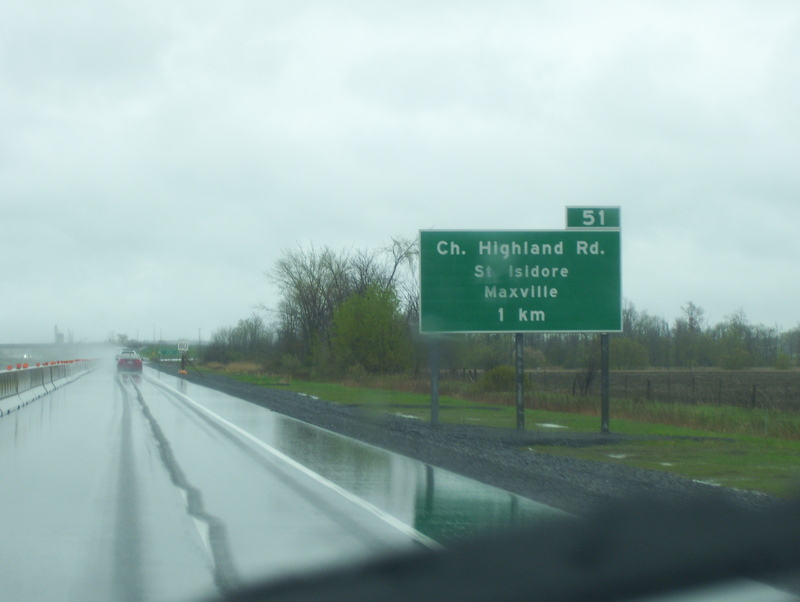 51
Ch. Highland Rd.
St. Isidore
Maxville
1 km